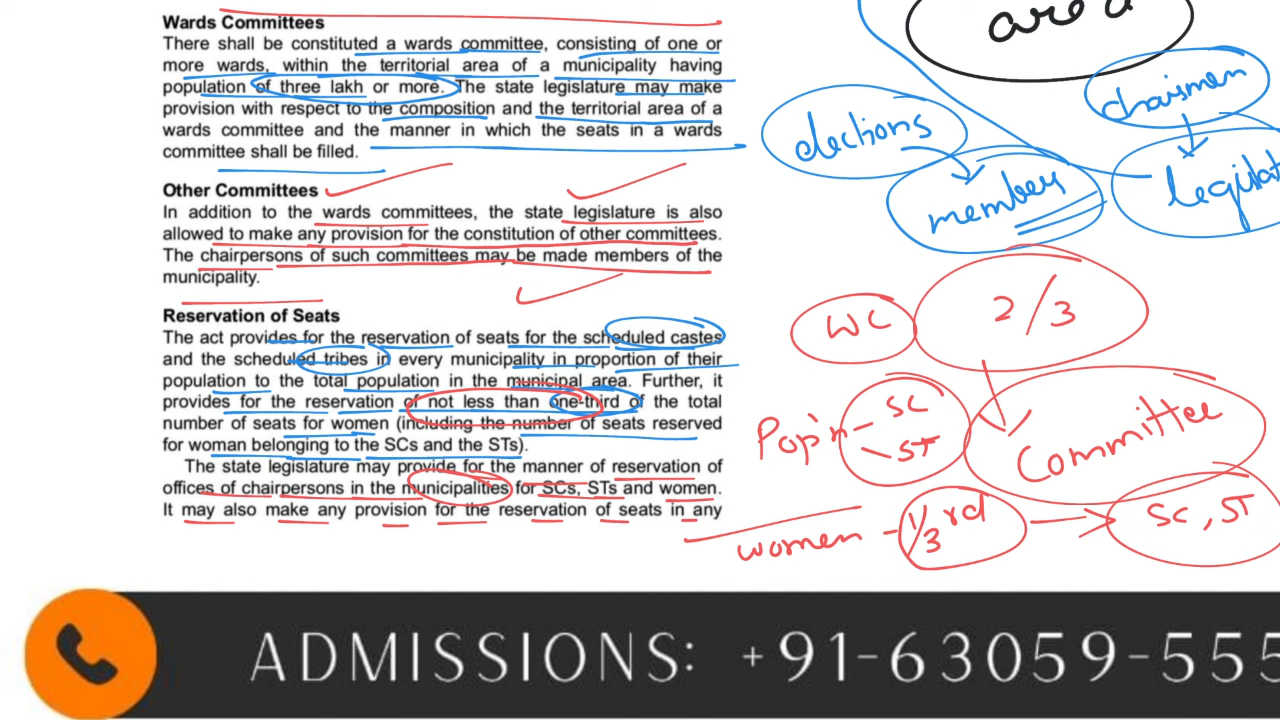 Wards Committees
There shall be constituted a wards committee, consisting of one or
more wards, within the territorial area of a municipality having
population of three lakh or more. The state legislature may make
provision with respect to the composition and the territorial area of a
wards committee and the manner in which the seats in a wards
committee shall be filled.
Other Committees
In addition to the wards committees, the state legislature is also
allowed to make any provision for the constitution of other committees.
The chairpersons of such committees may be made members of the
municipality.
Reservation of Seats
The act provides for the reservation of seats for the scheduled castes
and the scheduled tribes in every municipality in proportion of their
population to the total population in the municipal area. Further, it
provides for the reservation of not less than one-third of the total
number of seats for women (including the number of seats reserved
for woman belonging to the SCs and the STs).
The state legislature may provide for the manner of reservation of
offices of chairpersons in the municipalities for SCs, STs and women.
It may also make any provision for the reservation of seats in any
area
elections
members
chairmen
legislat
WC
2/3
Committee
Pop'n
SC
ST
women - 1/3rd
SC, ST
ADMISSIONS: +91-63059-555